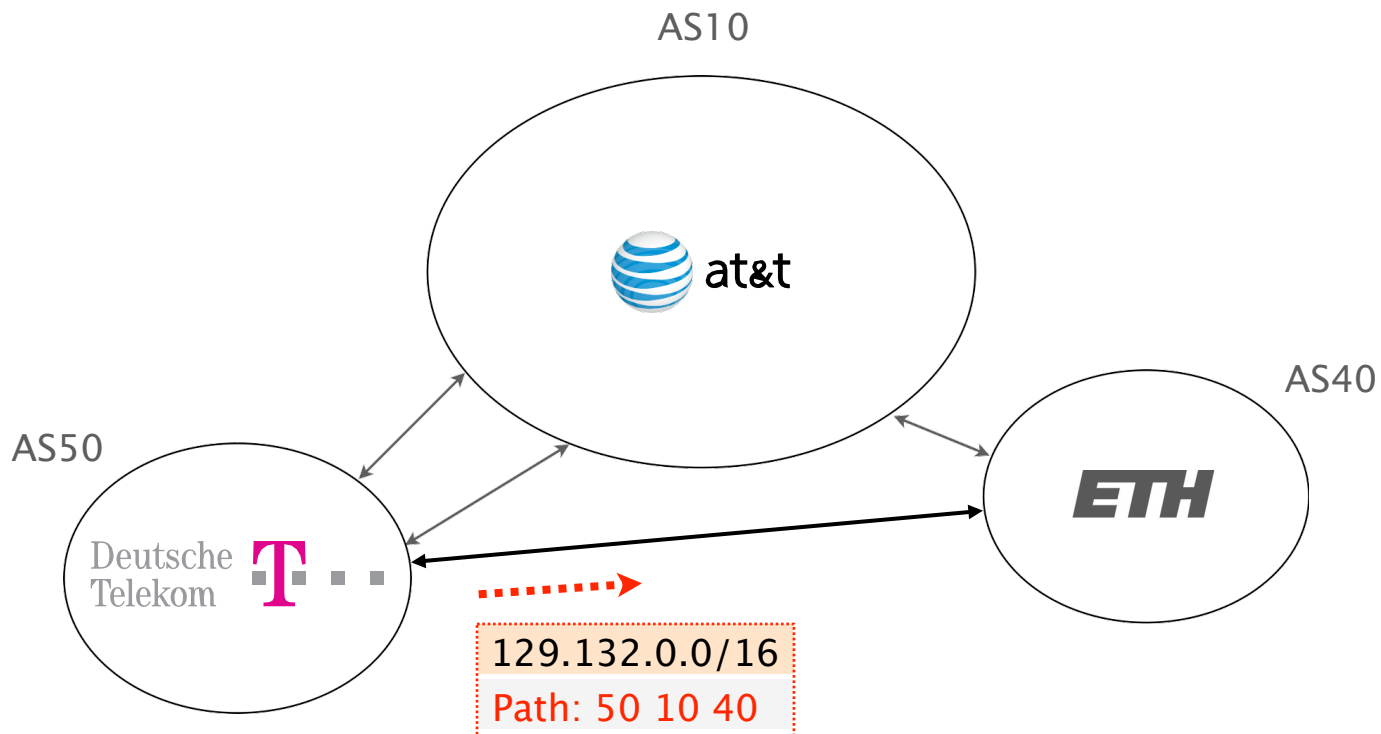 AS10
at&t
AS40
AS50
ETH
Deutsche
Telekom
T
129.132.0.0/16
Path: 50 10 40